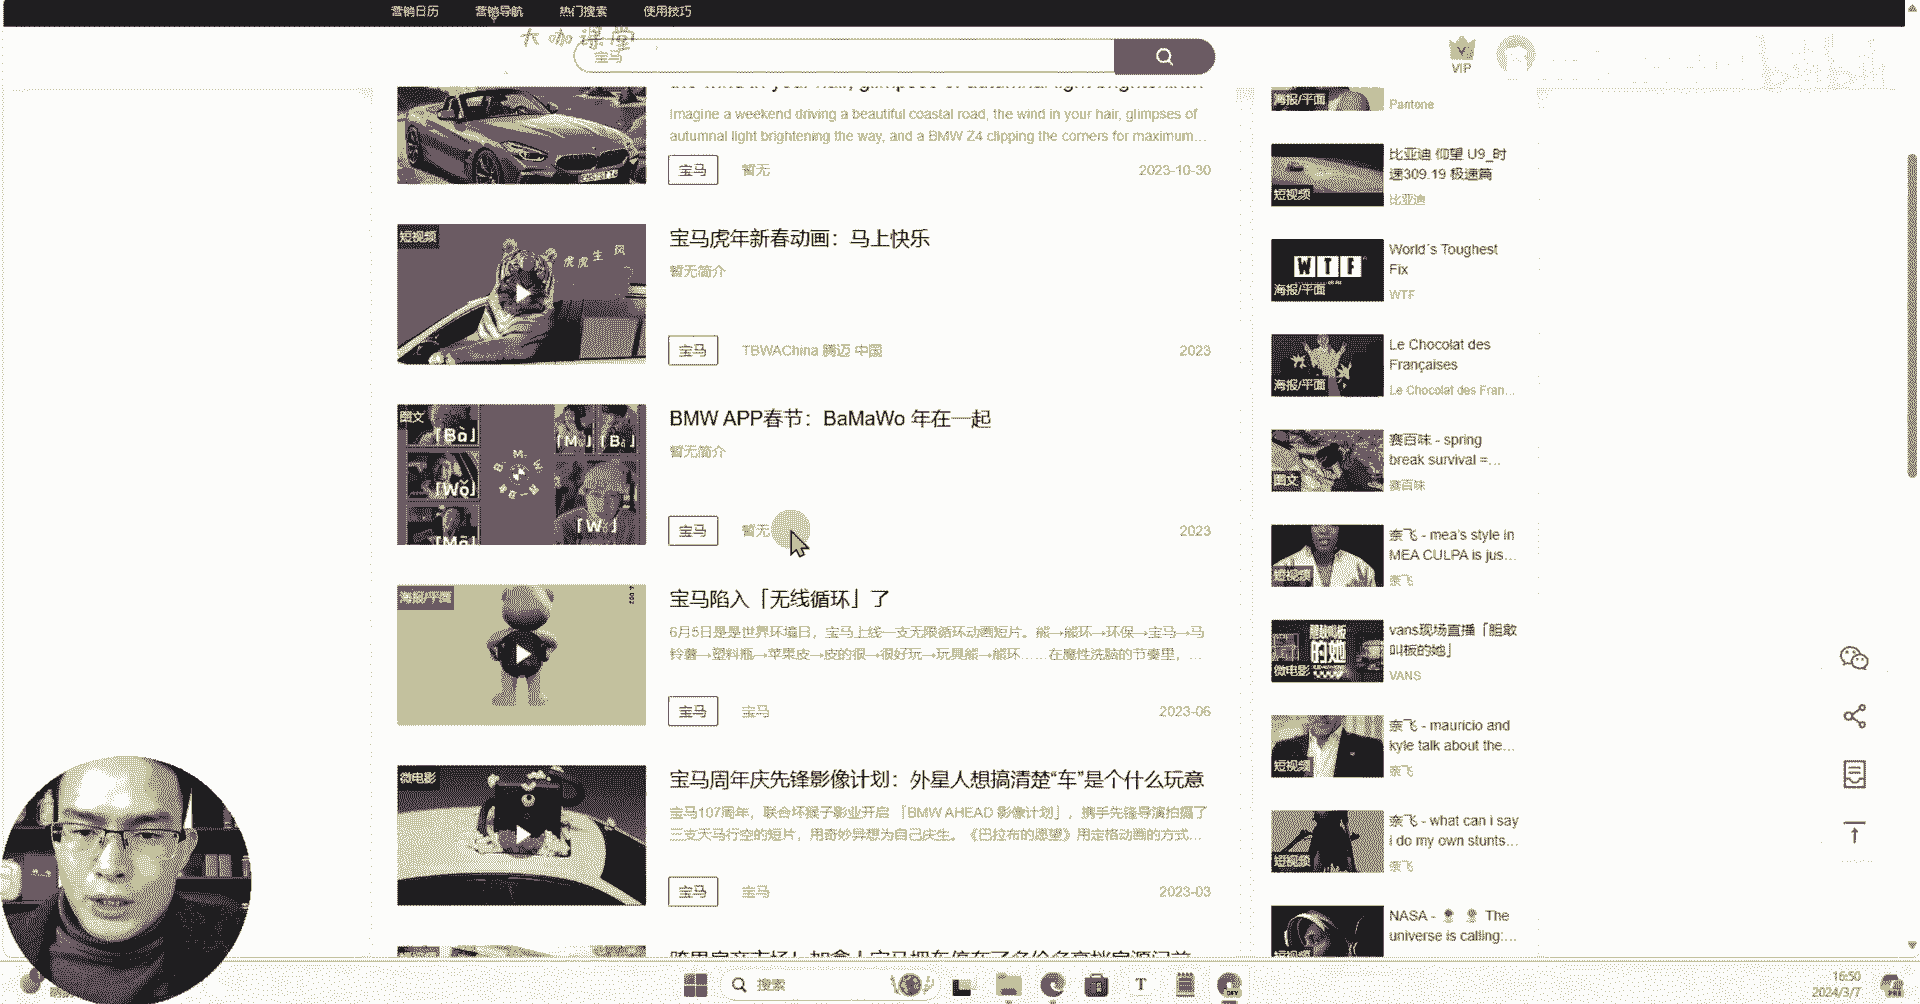 营销日历 营销导航 热门搜索 使用技巧
大咖课堂
宝马
VIP
Imagine a weekend driving a beautiful coastal road, the wind in your hair, glimpses of
autumnal light brightening the way, and a BMW Z4 clipping the corners for maximum...
宝马 暂无 2023-10-30
短视频
虎虎生风
宝马虎年新春动画：马上快乐
暂无简介
宝马 TBWAChina 腾迈 中国 2023
图文
「Bà」
「Wǒ」
BMW APP春节：BaMaWo 年在一起
暂无简介
宝马 暂无 2023
海报/平面
宝马陷入「无线循环」了
6月5日是是世界环境日，宝马上线一支无限循环动画短片。熊→熊环→环保→宝马→马
铃薯→塑料瓶→苹果皮→皮的很→很好玩→玩具熊→熊环……在魔性洗脑的节奏里，...
宝马 宝马 2023-06
微电影
宝马周年庆先锋影像计划：外星人想搞清楚“车”是个什么玩意
宝马107周年，联合坏猴子影业开启「BMW AHEAD 影像计划」，携手先锋导演拍摄了
三支天马行空的短片，用奇妙异想为自己庆生。《巴拉布的愿望》用定格动画的方式...
宝马 宝马 2023-03
海报/平面
Pantone
短视频
比亚迪 仰望 U9_时
速309.19 极速篇
比亚迪
WTF
海报/平面
World´s Toughest
Fix
WTF
海报/平面
Le Chocolat des
Françaises
Le Chocolat des Fran...
图文
赛百味 - spring
break survival =...
赛百味
短视频
奈飞 - mea's style in
MEA CULPA is jus...
奈飞
微电影
vans现场直播「胆敢
叫板的她」
VANS
短视频
奈飞 - mauricio and
kyle talk about the...
奈飞
短视频
奈飞 - what can i say
i do my own stunts...
奈飞
NASA - The
universe is calling:...
搜索
16:50
2024/3/7